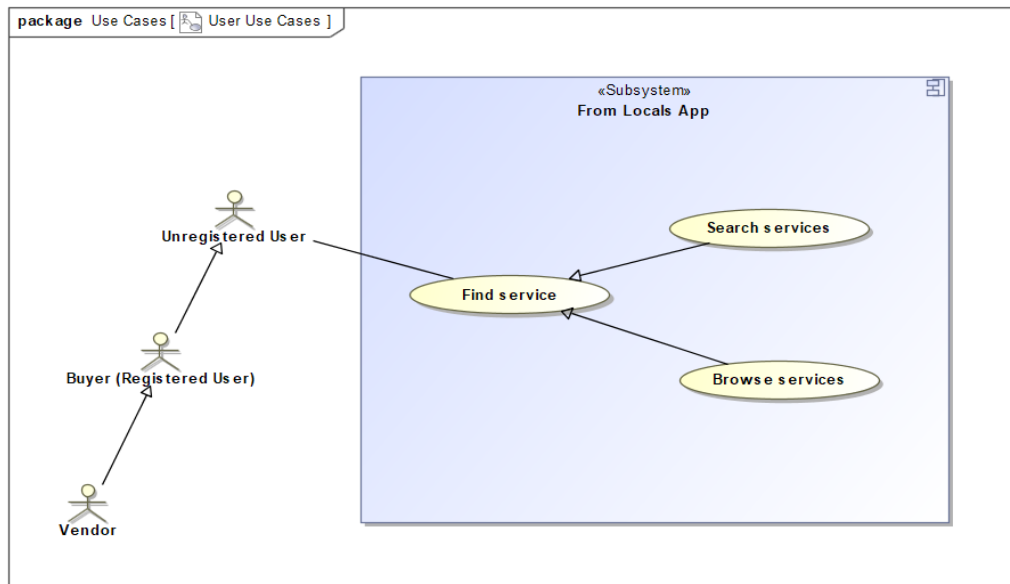 package Use Cases [ User Use Cases ]
«Subsystem»
From Locals App
Unregistered User
Search services
Find service
Buyer (Registered User)
Browse services
Vendor